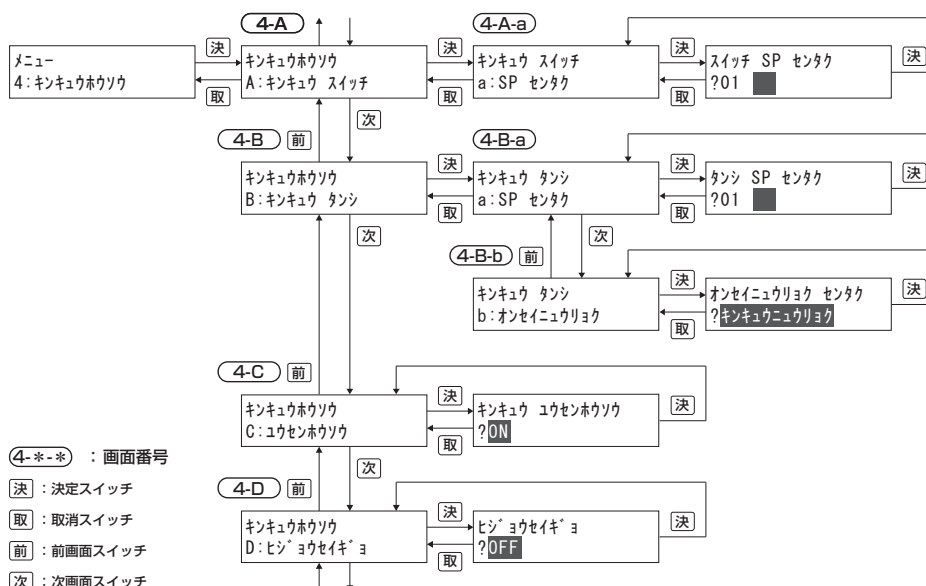 4-A
4-A-a
メニュー
4:キンキュウホウソウ
決
取
キンキュウホウソウ
A:キンキュウ スイッチ
決
取
キンキュウ スイッチ
a:SP センタク
決
取
スイッチ SP センタク
?01
決
次
4-B
前
4-B-a
キンキュウホウソウ
B:キンキュウ タンシ
決
取
キンキュウ タンシ
a:SP センタク
決
取
タンシ SP センタク
?01
決
次
4-B-b
前
次
キンキュウ タンシ
b:オンセイニュウリョク
決
取
オンセイニュウリョク センタク
?キンキュウニュウリョク
決
4-C
前
キンキュウホウソウ
C:ユウセンホウソウ
決
取
キンキュウ ユウセンホウソウ
?ON
決
次
4-D
前
キンキュウホウソウ
D:ヒジョウセイギョ
決
取
ヒジョウセイギョ
?OFF
決
4-*-* :画面番号
決:決定スイッチ
取:取消スイッチ
前:前画面スイッチ
次:次画面スイッチ